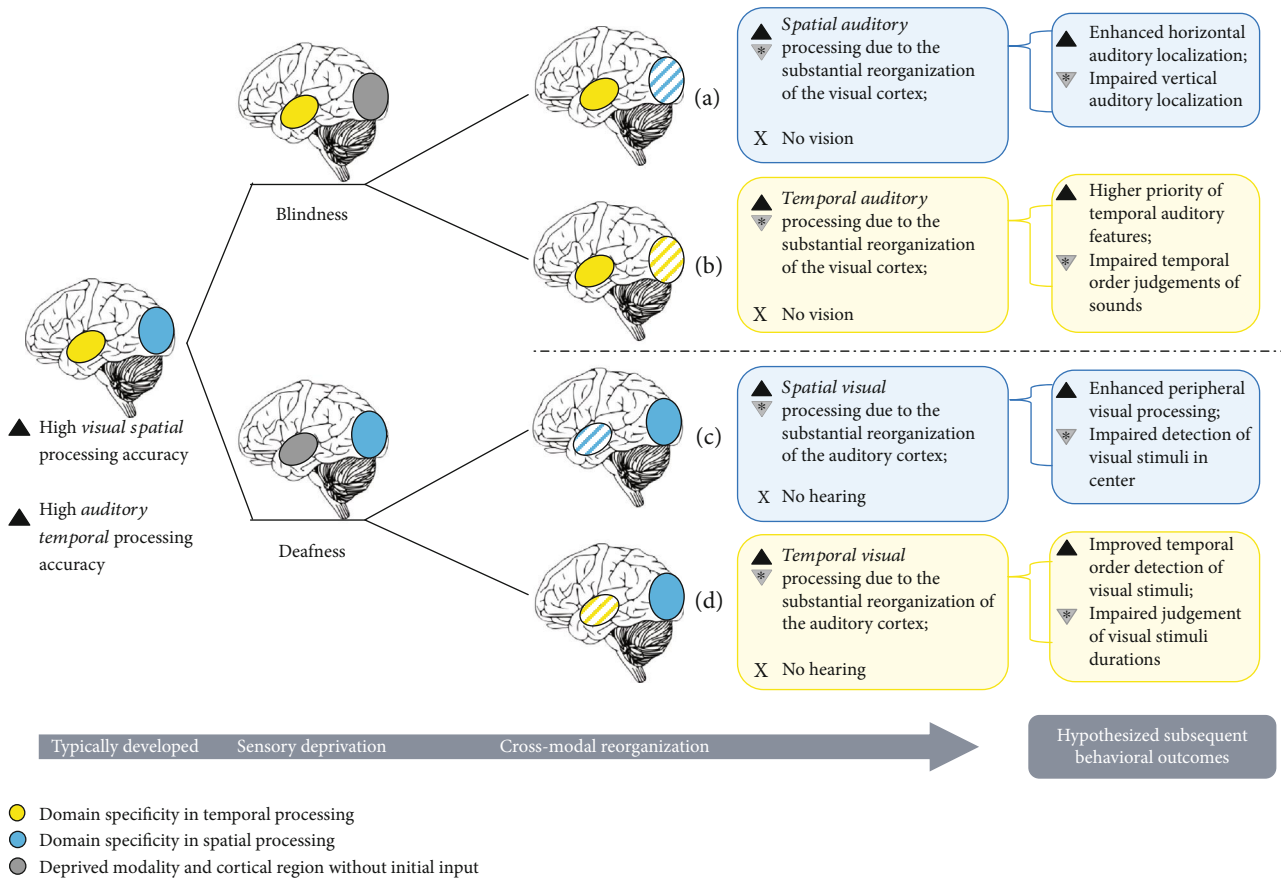 Spatial auditory
processing due to the
substantial reorganization
of the visual cortex;
X No vision
Enhanced horizontal
auditory localization;
* Impaired vertical
auditory localization
(a)
Blindness
Temporal auditory
* processing due to the
substantial reorganization
of the visual cortex;
X No vision
Higher priority of
temporal auditory
features;
* Impaired temporal
order judgements of
sounds
(b)
High visual spatial
processing accuracy
High auditory
temporal processing
accuracy
Deafness
Spatial visual
* processing due to the
substantial reorganization
of the auditory cortex;
X No hearing
Enhanced peripheral
visual processing;
* Impaired detection of
visual stimuli in
center
(c)
Temporal visual
* processing due to the
substantial reorganization of
the auditory cortex;
X No hearing
Improved temporal
order detection of
visual stimuli;
* Impaired judgement
of visual stimuli
durations
(d)
Typically developed
Sensory deprivation
Cross-modal reorganization
Hypothesized subsequent
behavioral outcomes
Domain specificity in temporal processing
Domain specificity in spatial processing
Deprived modality and cortical region without initial input